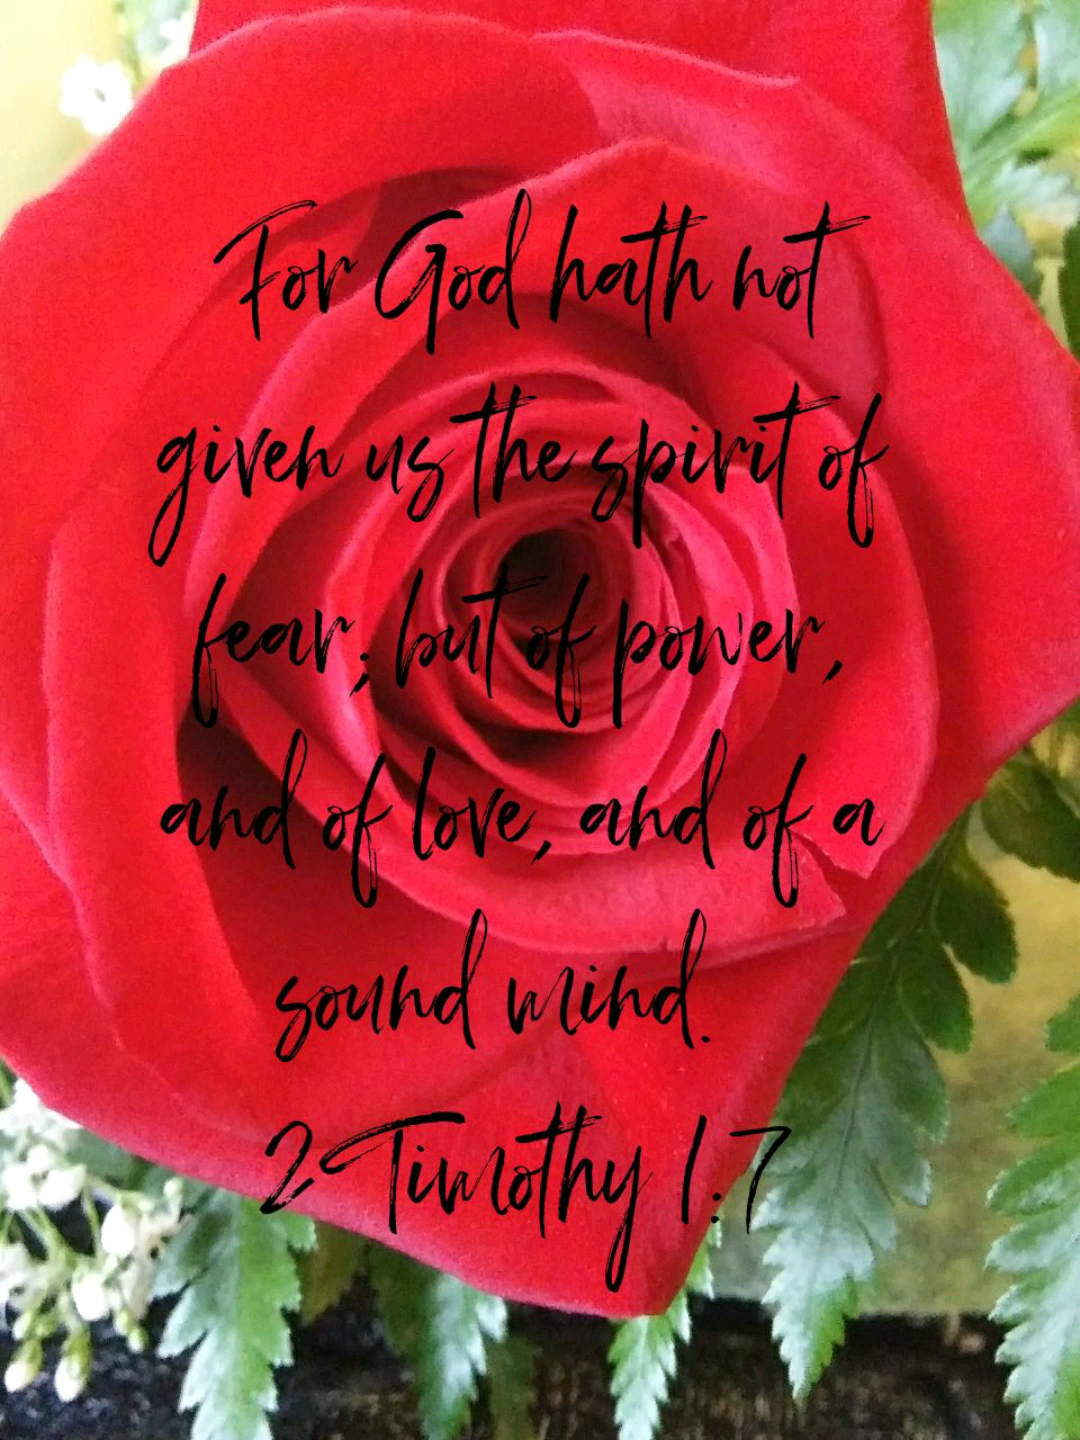 For God hath not
given us the spirit of
fear; but of power,
and of love, and of a
sound mind.
2 Timothy 1:7